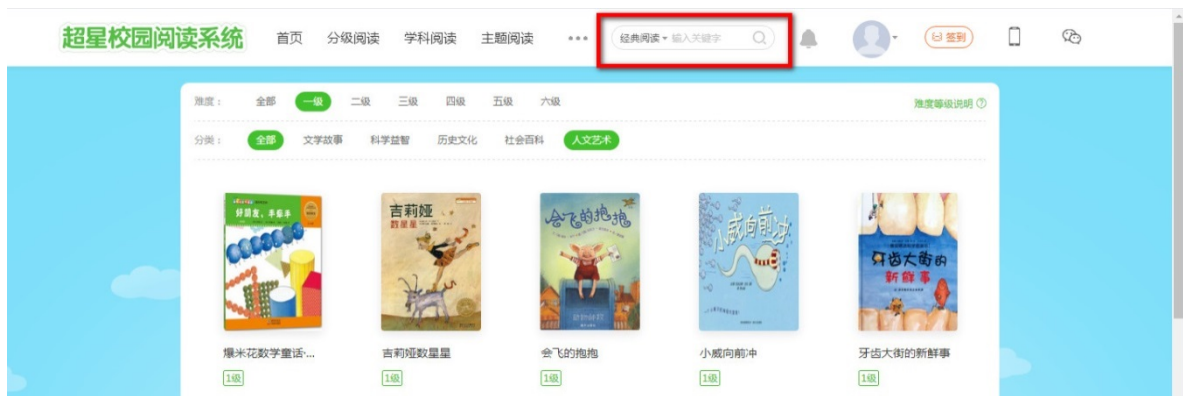 超星校园阅读系统 首页 分级阅读 学科阅读 主题阅读 ••• 经典阅读 输入关键字 签到
难度： 全部 一级 二级 三级 四级 五级 六级 难度等级说明 ?
分类： 全部 文学故事 科学益智 历史文化 社会百科 人文艺术
好朋友，手牵手
吉莉娅
数星星
会飞的抱抱
小威向前冲
牙齿大街的
新鲜事
爆米花数学童话·... 吉莉娅数星星 会飞的抱抱 小威向前冲 牙齿大街的新鲜事
1级 1级 1级 1级 1级